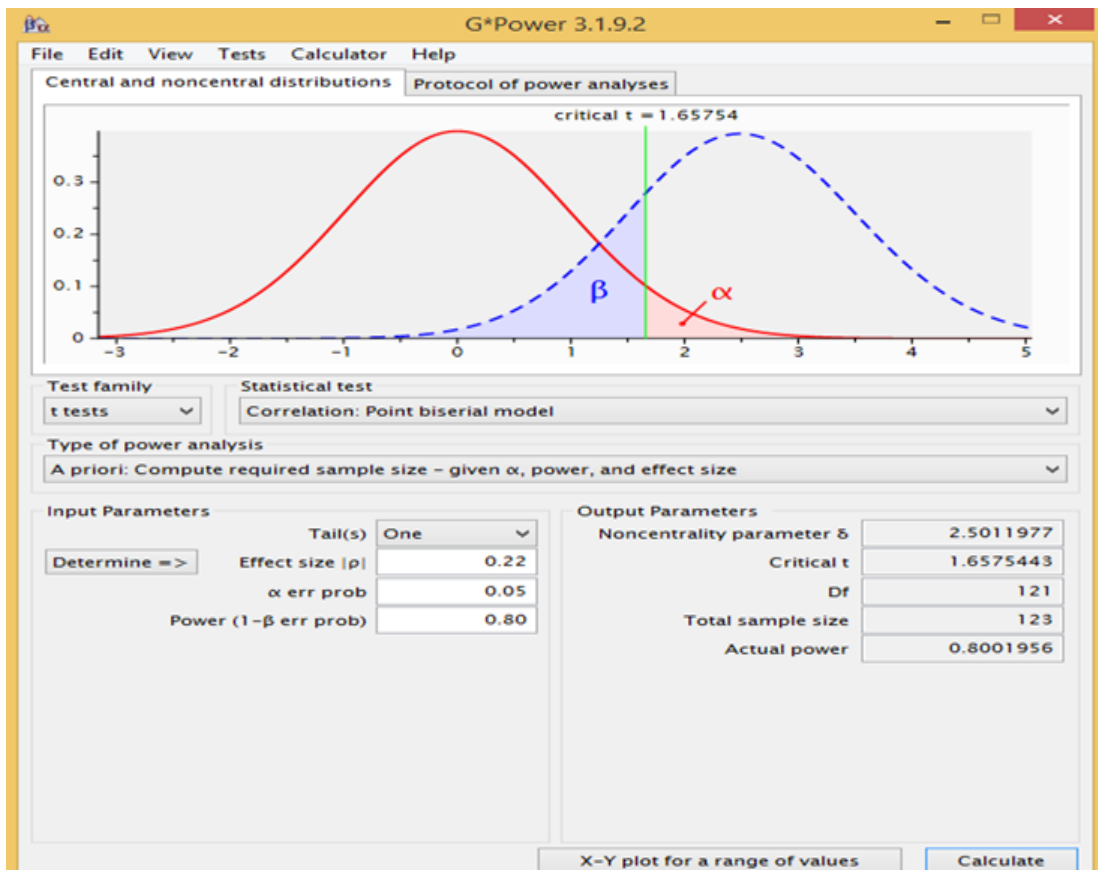 βα G*Power 3.1.9.2
File Edit View Tests Calculator Help
Central and noncentral distributions Protocol of power analyses
critical t = 1.65754
0.3
0.2
0.1
0
β α
-3 -2 -1 0 1 2 3 4 5
Test family Statistical test
t tests Correlation: Point biserial model
Type of power analysis
A priori: Compute required sample size – given α, power, and effect size
Input Parameters Output Parameters
Tail(s) One Noncentrality parameter δ 2.5011977
Determine => Effect size |ρ| 0.22 Critical t 1.6575443
α err prob 0.05 Df 121
Power (1-β err prob) 0.80 Total sample size 123
Actual power 0.8001956
X-Y plot for a range of values Calculate